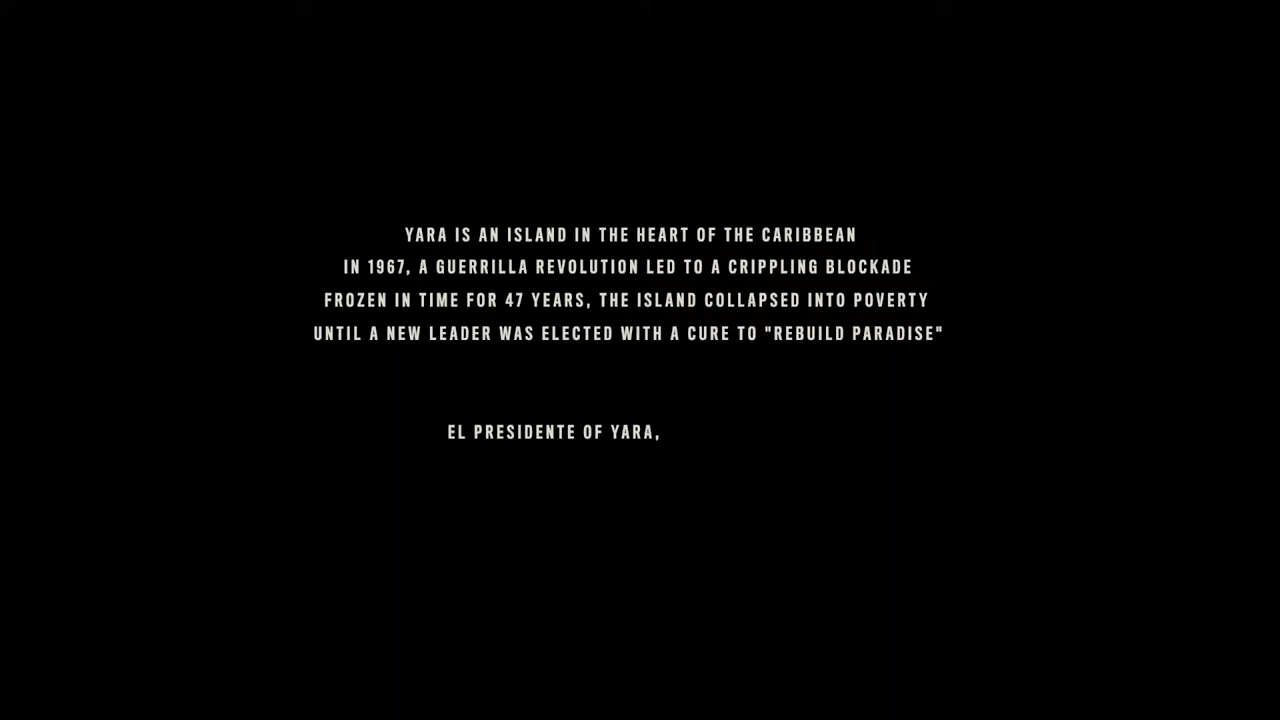 YARA IS AN ISLAND IN THE HEART OF THE CARIBBEAN
IN 1967, A GUERRILLA REVOLUTION LED TO A CRIPPLING BLOCKADE
FROZEN IN TIME FOR 47 YEARS, THE ISLAND COLLAPSED INTO POVERTY
UNTIL A NEW LEADER WAS ELECTED WITH A CURE TO "REBUILD PARADISE"
EL PRESIDENTE OF YARA,